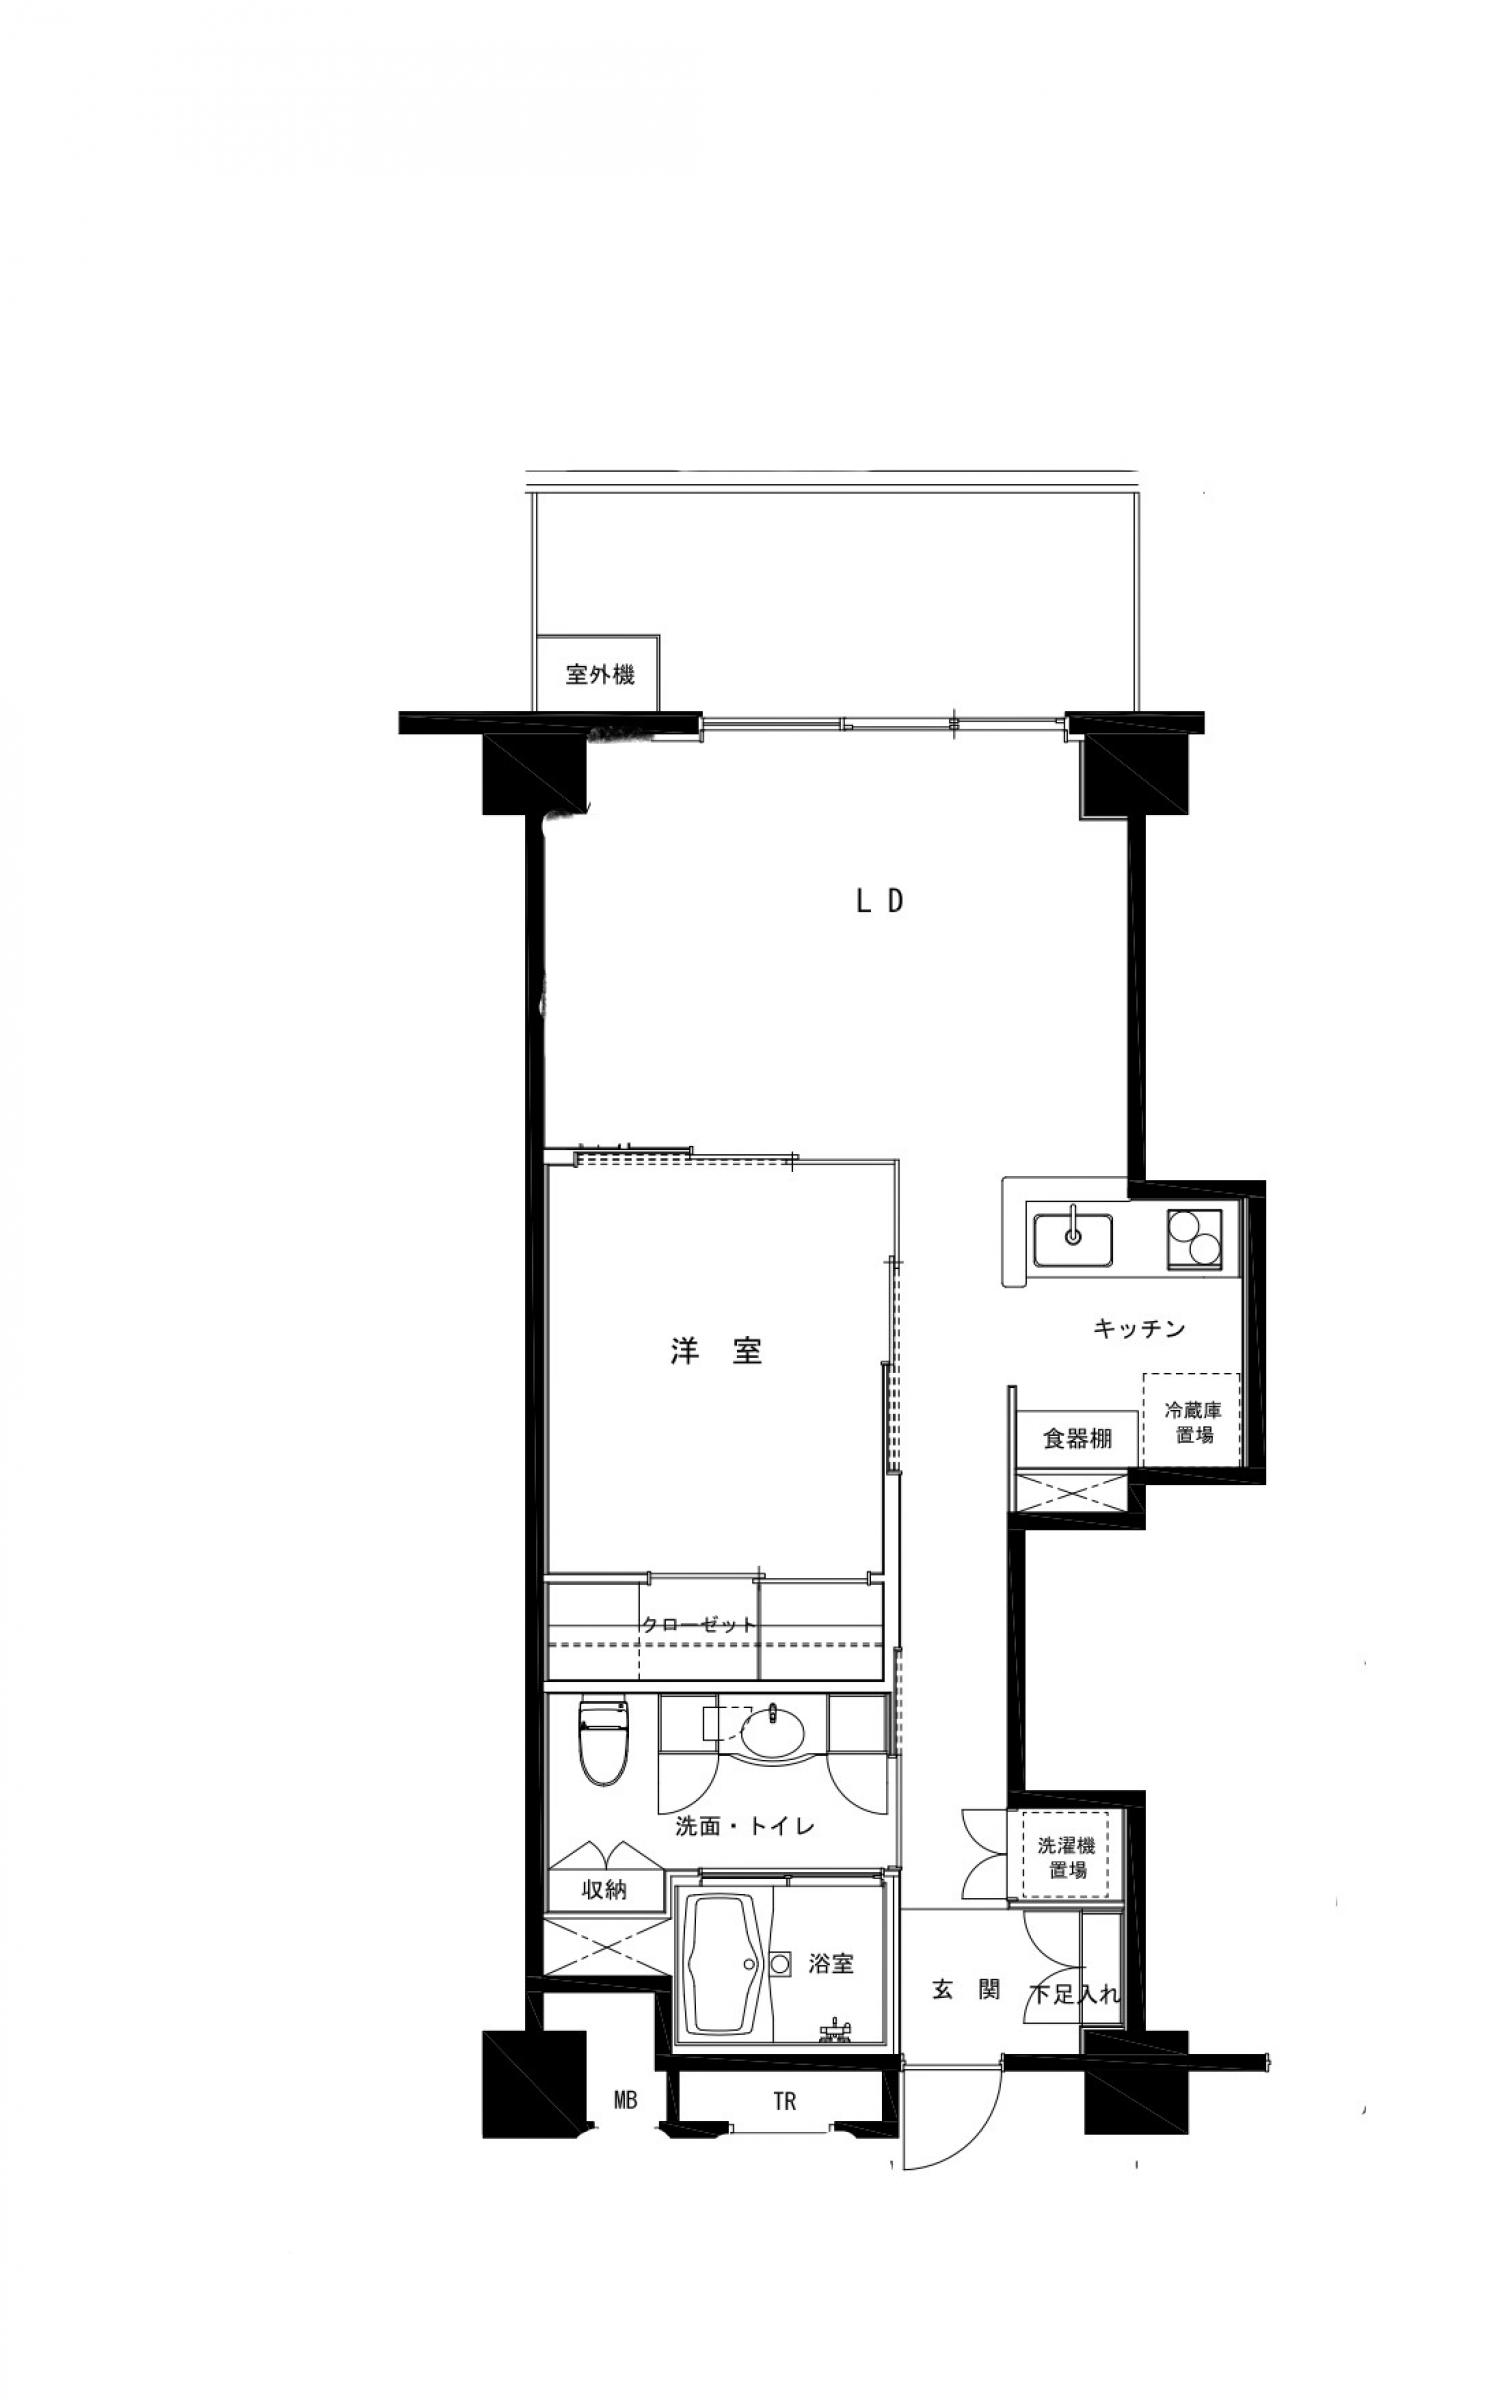 室外機
L D
洋 室
キッチン
冷蔵庫
置場
食器棚
クローゼット
洗面・トイレ
洗濯機
置場
収納
浴室
玄 関
下足入れ
MB
TR